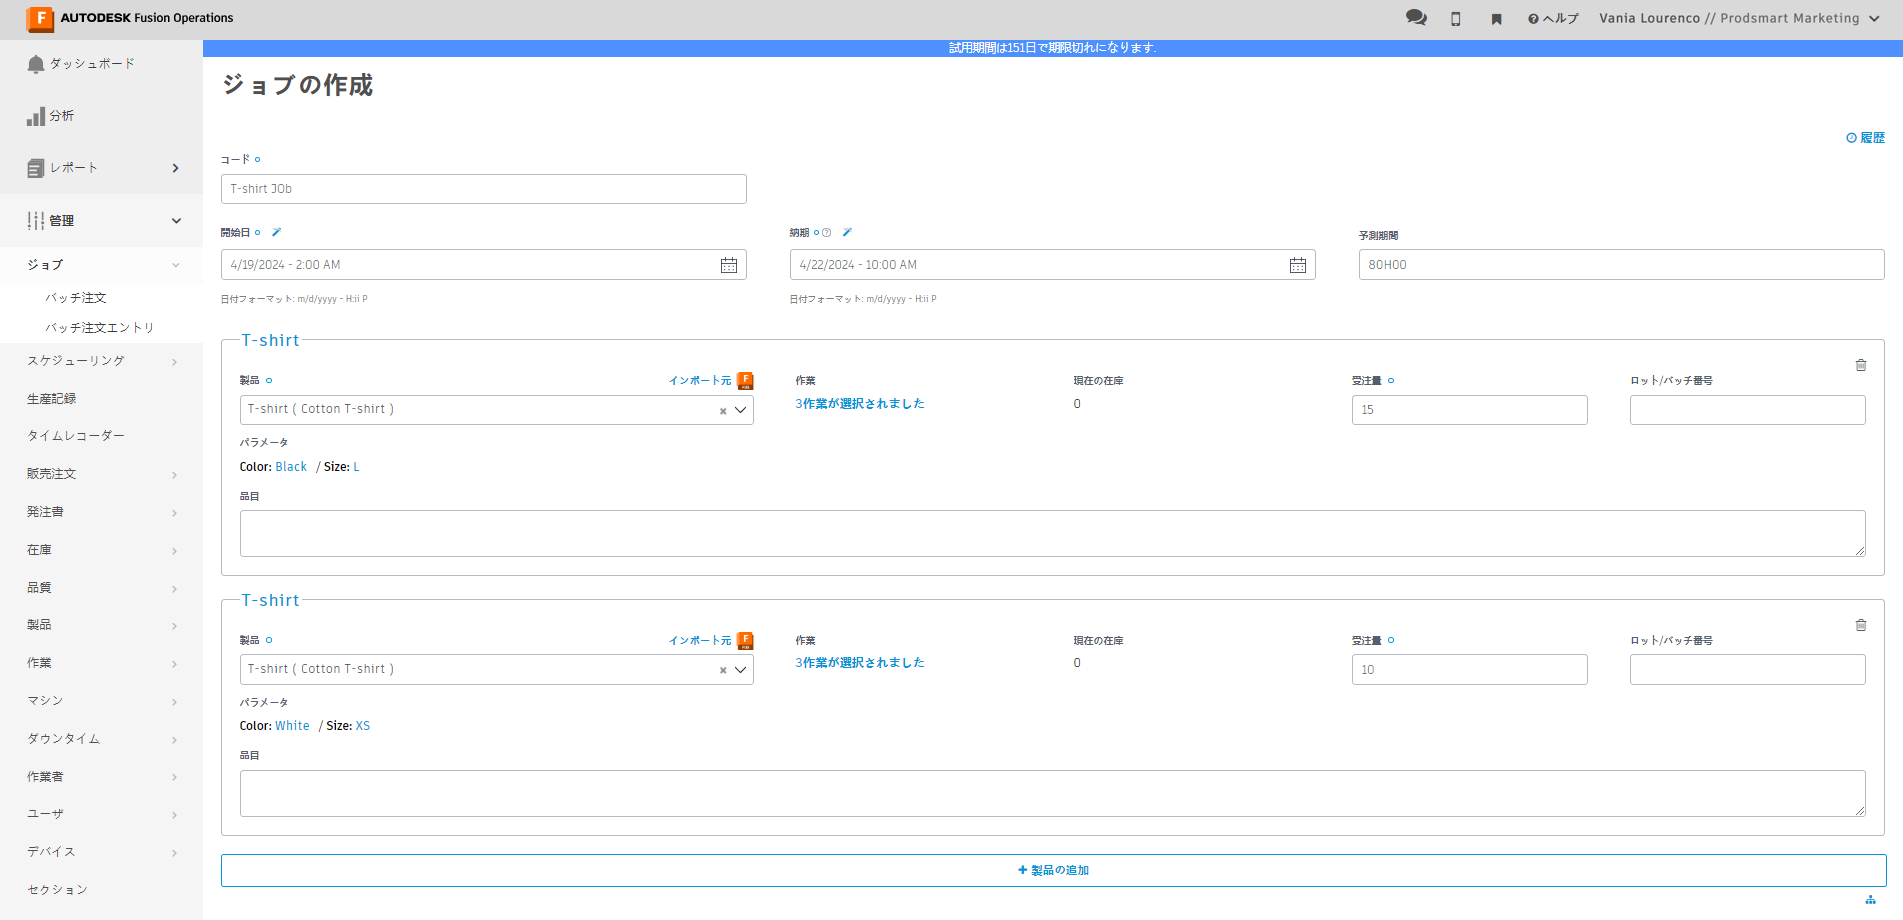 AUTODESK Fusion Operations
ヘルプ
Vania Lourenco // Prodsmart Marketing
試用期間は151日で期限切れになります.
ダッシュボード
分析
レポート
管理
ジョブ
バッチ注文
バッチ注文エントリ
スケジューリング
生産記録
タイムレコーダー
販売注文
発注書
在庫
品質
製品
作業
マシン
ダウンタイム
作業者
ユーザ
デバイス
セクション
ジョブの作成
履歴
コード
T-shirt JOb
開始日
納期
予測期間
4/19/2024 - 2:00 AM
4/22/2024 - 10:00 AM
80H00
日付フォーマット: m/d/yyyy - H:ii P
日付フォーマット: m/d/yyyy - H:ii P
T-shirt
製品
インポート元
作業
現在の在庫
受注量
ロット/バッチ番号
T-shirt ( Cotton T-shirt )
3作業が選択されました
0
15
パラメータ
Color: Black / Size: L
品目
T-shirt
製品
インポート元
作業
現在の在庫
受注量
ロット/バッチ番号
T-shirt ( Cotton T-shirt )
3作業が選択されました
0
10
パラメータ
Color: White / Size: XS
品目
製品の追加